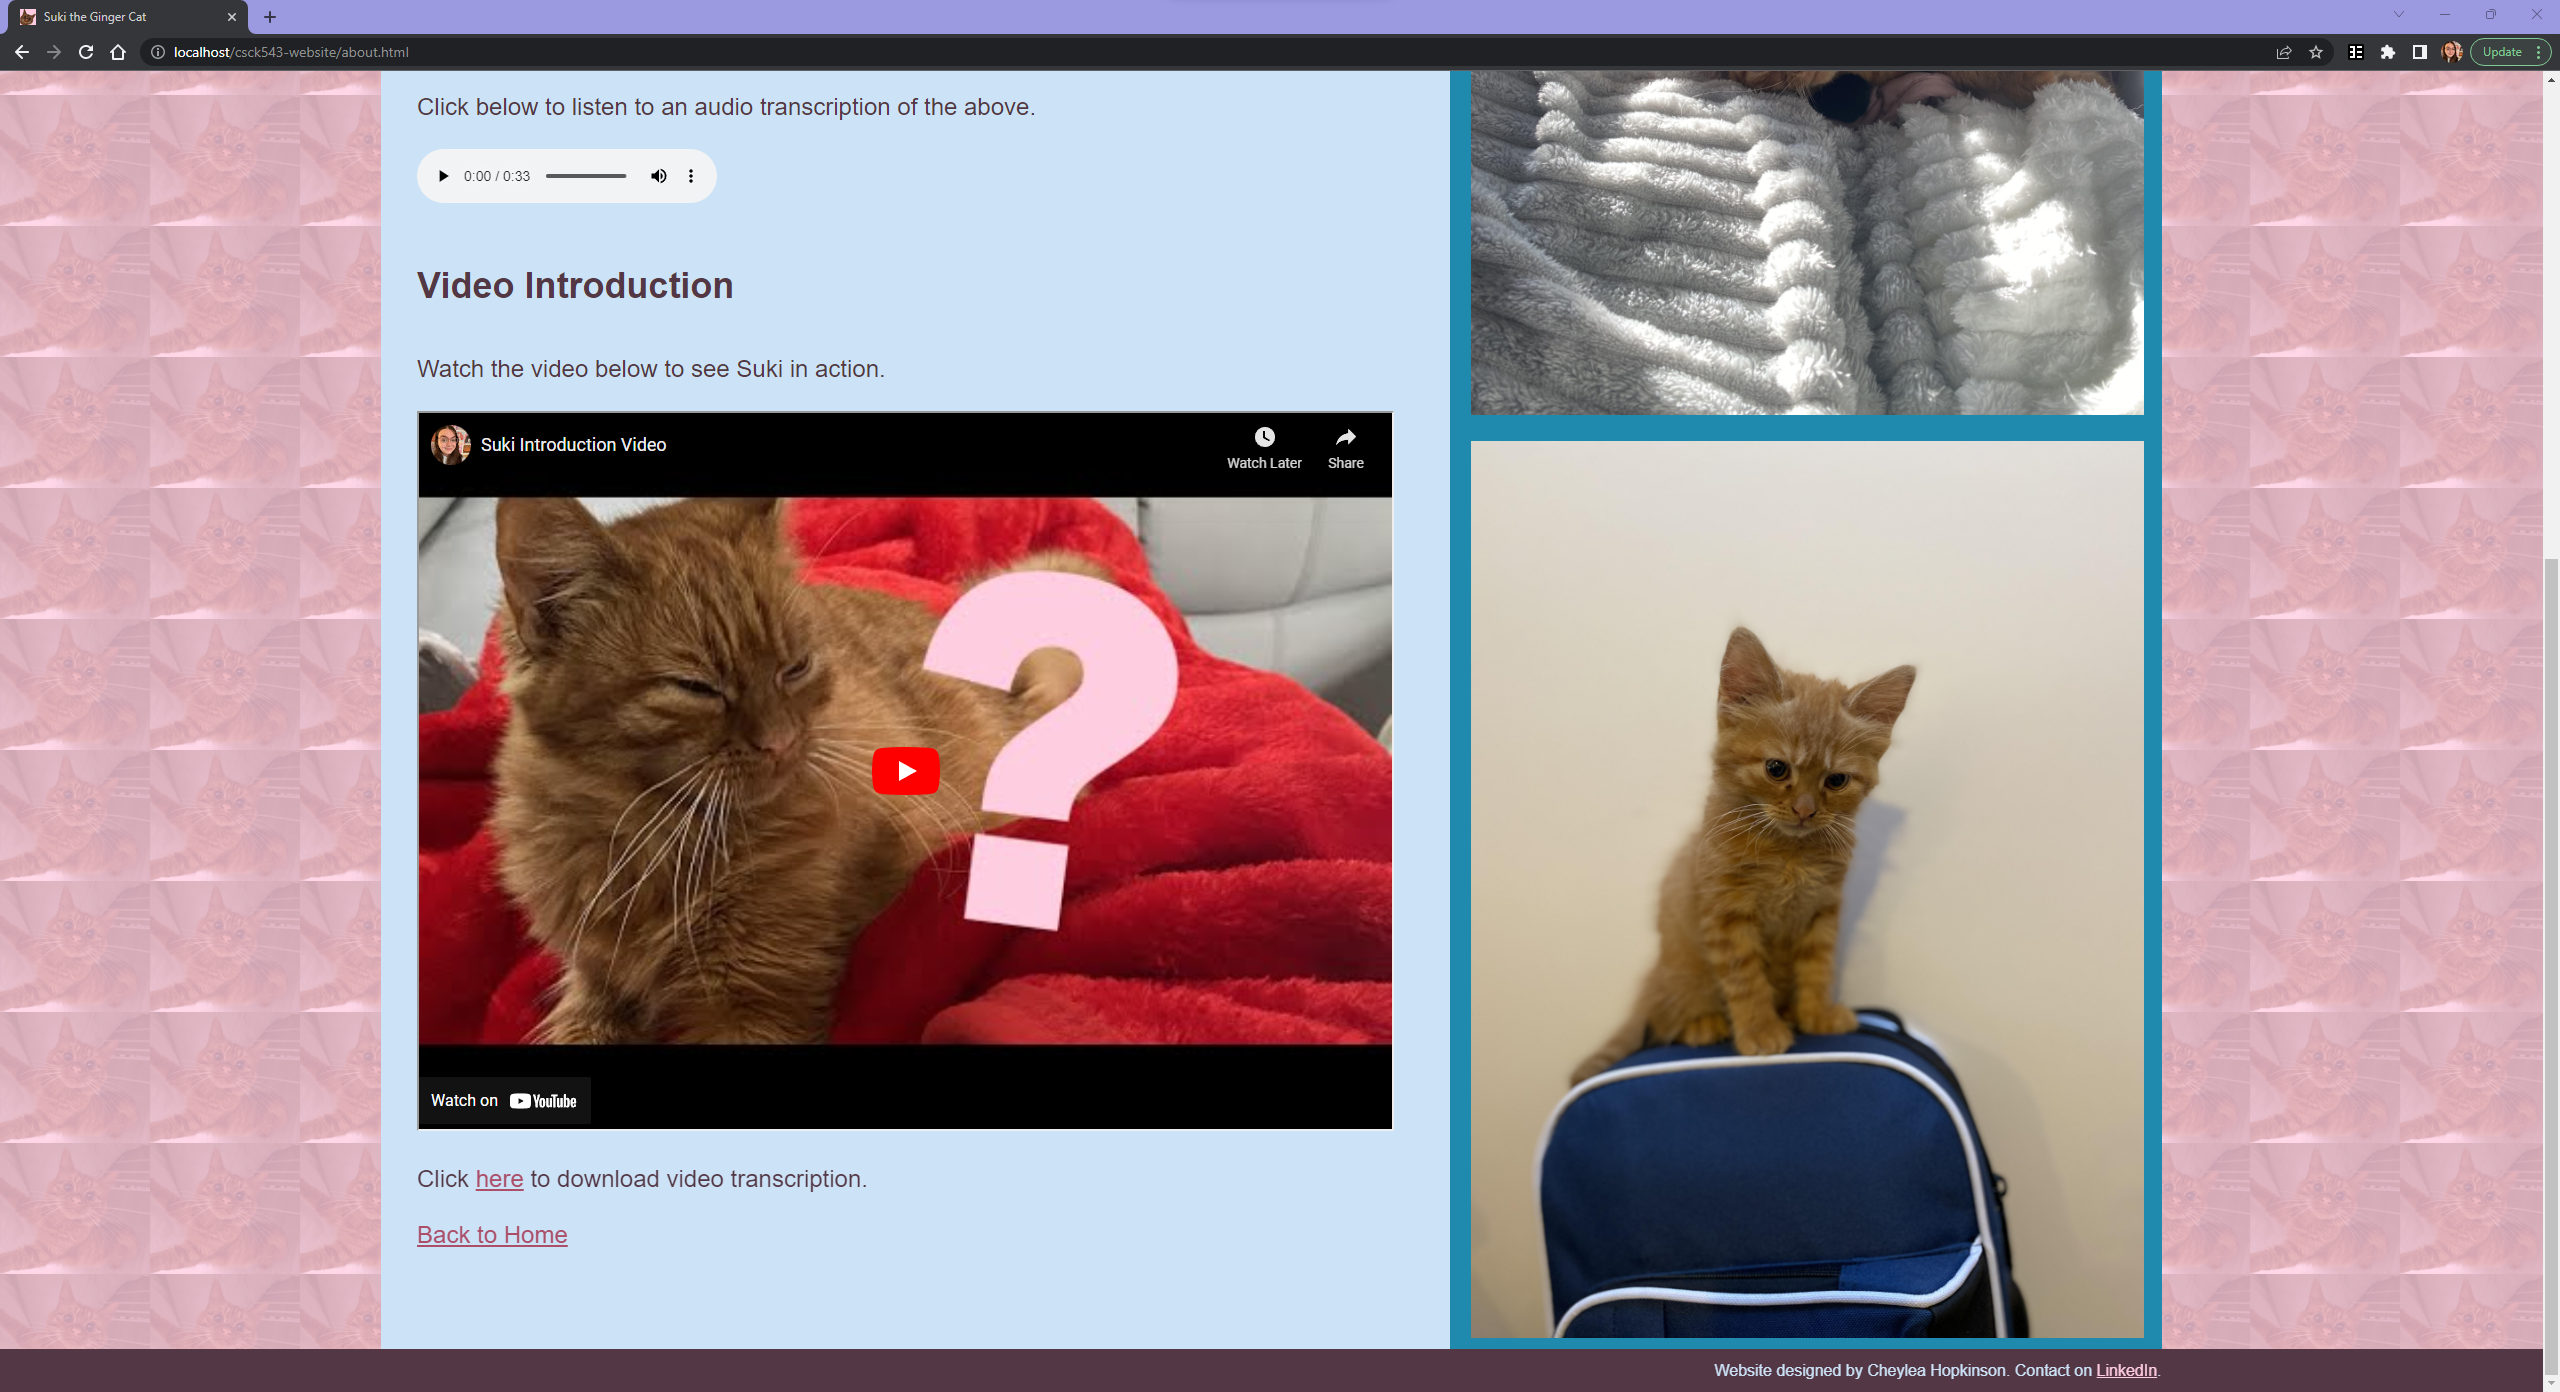 Suki the Ginger Cat
localhost/csck543-website/about.html
Update
Click below to listen to an audio transcription of the above.
0:00 / 0:33
Video Introduction
Watch the video below to see Suki in action.
Suki Introduction Video
Watch Later
Share
?
Watch on YouTube
Click here to download video transcription.
Back to Home
Website designed by Cheylea Hopkinson. Contact on LinkedIn.